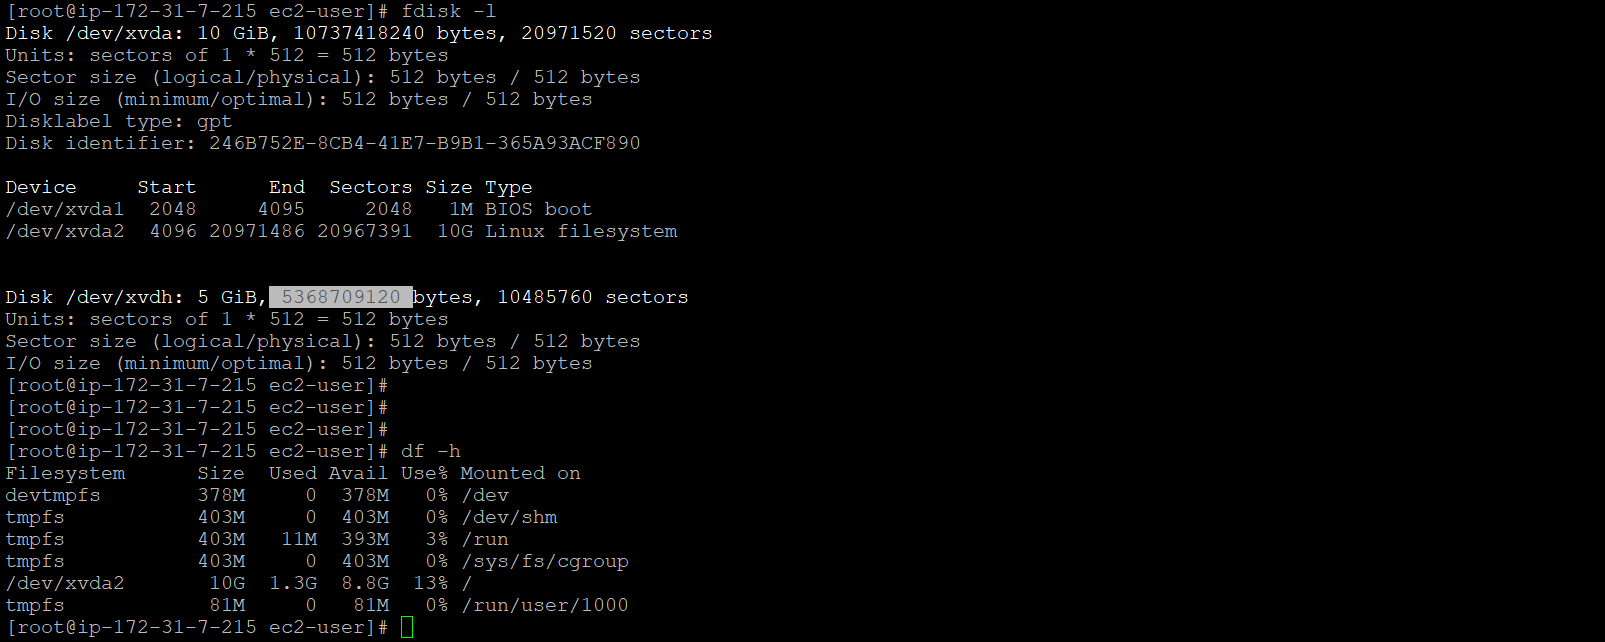 [root@ip-172-31-7-215 ec2-user]# fdisk -l
Disk /dev/xvda: 10 GiB, 10737418240 bytes, 20971520 sectors
Units: sectors of 1 * 512 = 512 bytes
Sector size (logical/physical): 512 bytes / 512 bytes
I/O size (minimum/optimal): 512 bytes / 512 bytes
Disklabel type: gpt
Disk identifier: 246B752E-8CB4-41E7-B9B1-365A93ACF890
Device     Start      End  Sectors Size Type
/dev/xvda1  2048     4095     2048   1M BIOS boot
/dev/xvda2  4096 20971486 20967391  10G Linux filesystem
Disk /dev/xvdh: 5 GiB, 5368709120 bytes, 10485760 sectors
Units: sectors of 1 * 512 = 512 bytes
Sector size (logical/physical): 512 bytes / 512 bytes
I/O size (minimum/optimal): 512 bytes / 512 bytes
[root@ip-172-31-7-215 ec2-user]#
[root@ip-172-31-7-215 ec2-user]#
[root@ip-172-31-7-215 ec2-user]#
[root@ip-172-31-7-215 ec2-user]# df -h
Filesystem      Size  Used Avail Use% Mounted on
devtmpfs        378M     0  378M   0% /dev
tmpfs           403M     0  403M   0% /dev/shm
tmpfs           403M   11M  393M   3% /run
tmpfs           403M     0  403M   0% /sys/fs/cgroup
/dev/xvda2       10G  1.3G  8.8G  13% /
tmpfs            81M     0   81M   0% /run/user/1000
[root@ip-172-31-7-215 ec2-user]#